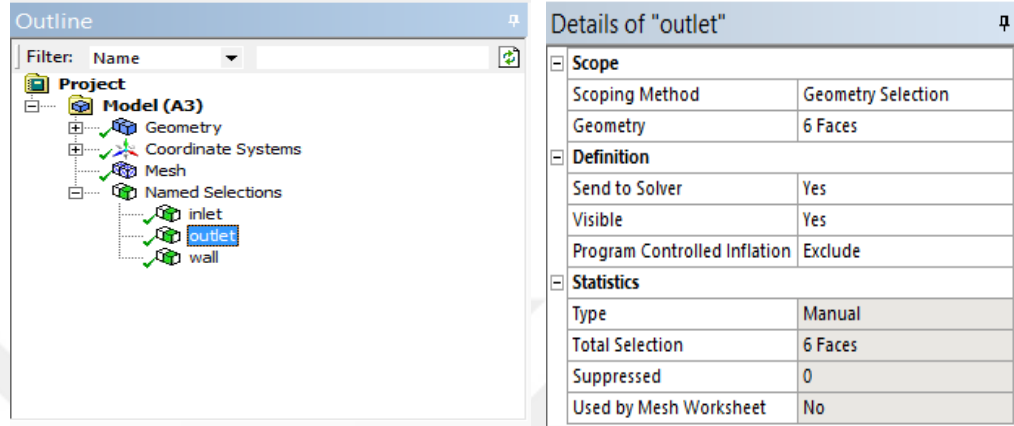 Outline
Filter: Name
Project
Model (A3)
Geometry
Coordinate Systems
Mesh
Named Selections
inlet
outlet
wall
Details of "outlet"
Scope
Scoping Method Geometry Selection
Geometry 6 Faces
Definition
Send to Solver Yes
Visible Yes
Program Controlled Inflation Exclude
Statistics
Type Manual
Total Selection 6 Faces
Suppressed 0
Used by Mesh Worksheet No